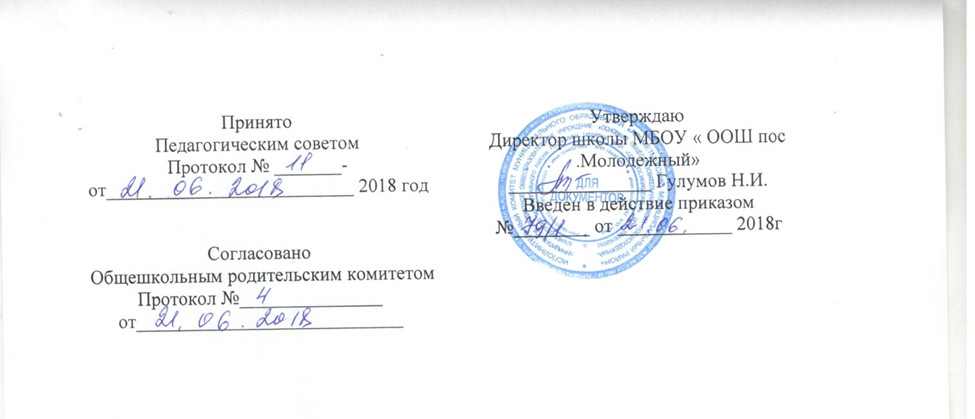 Принято
Педагогическим советом
Протокол № 11 -
от 21. 06. 2018 2018 год
Согласовано
Общешкольным родительским комитетом
Протокол № 4
от 21. 06. 2018
Утверждаю
Директор школы МБОУ « ООШ пос
.Молодежный»
Гулумов Н.И.
Введен в действие приказом
№ 79/1 от 21.06. 2018г
ДЛЯ
ДОКУМЕНТОВ